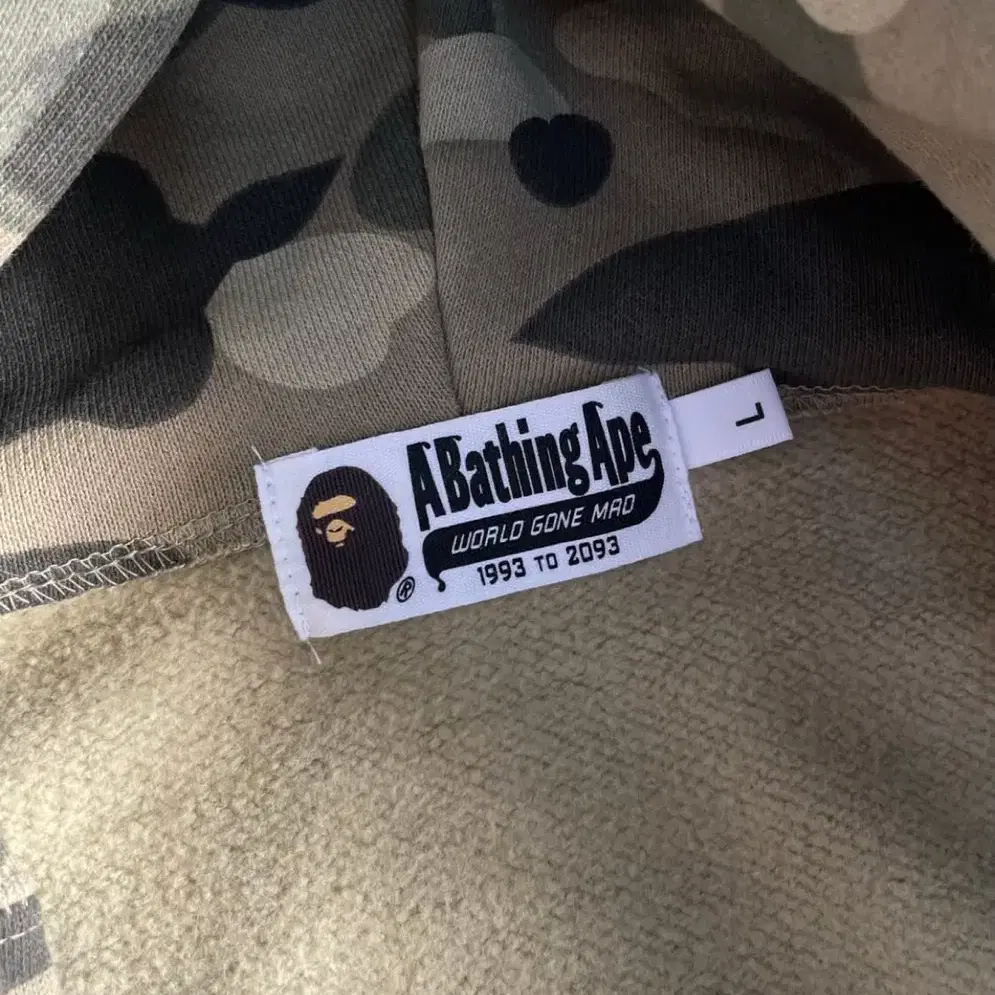 A Bathing Ape
®
WORLD GONE MAD
1993 TO 2093
L